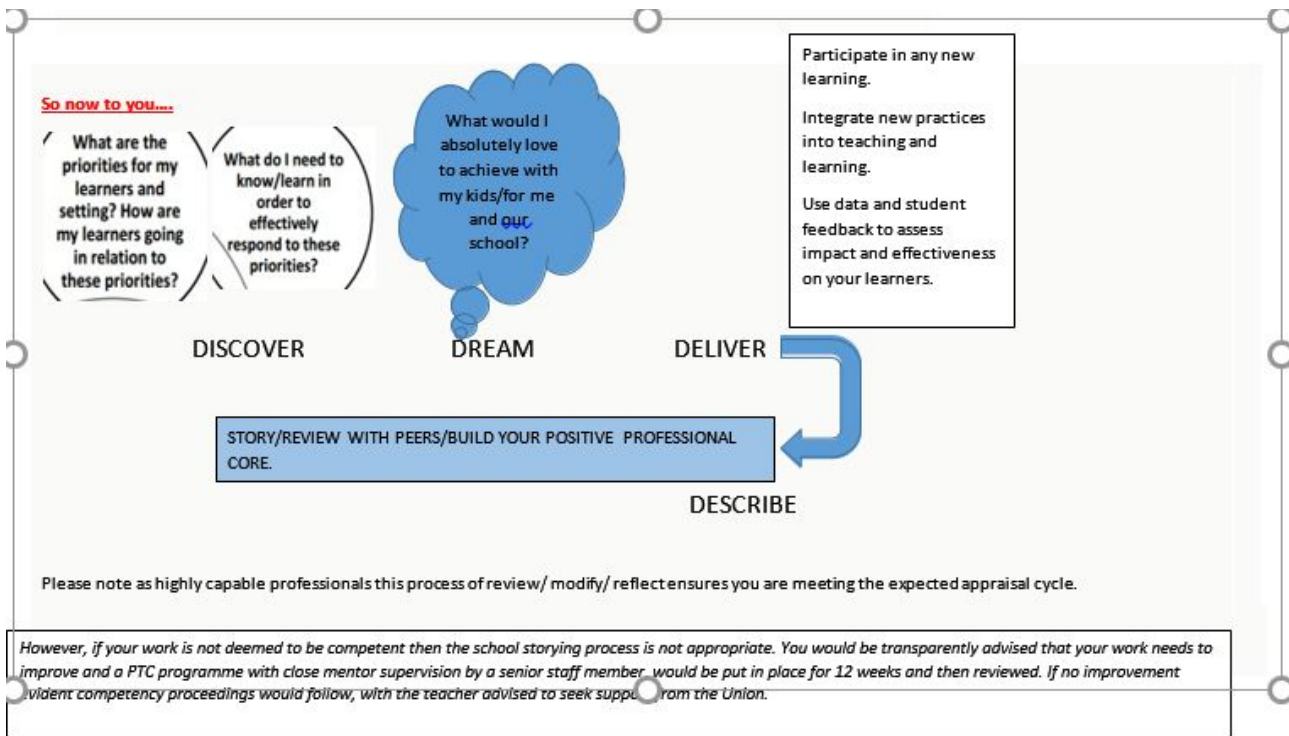 So now to you....
What are the
priorities for my
learners and
setting? How are
my learners going
in relation to
these priorities?
What do I need to
know/learn in
order to
effectively
respond to these
priorities?
What would I
absolutely love
to achieve with
my kids/for me
and our
school?
Participate in any new
learning.
Integrate new practices
into teaching and
learning.
Use data and student
feedback to assess
impact and effectiveness
on your learners.
DISCOVER
DREAM
DELIVER
STORY/REVIEW WITH PEERS/BUILD YOUR POSITIVE PROFESSIONAL
CORE.
DESCRIBE
Please note as highly capable professionals this process of review/ modify/ reflect ensures you are meeting the expected appraisal cycle.
However, if your work is not deemed to be competent then the school storying process is not appropriate. You would be transparently advised that your work needs to
improve and a PTC programme with close mentor supervision by a senior staff member, would be put in place for 12 weeks and then reviewed. If no improvement
evident competency proceedings would follow, with the teacher advised to seek support from the Union.